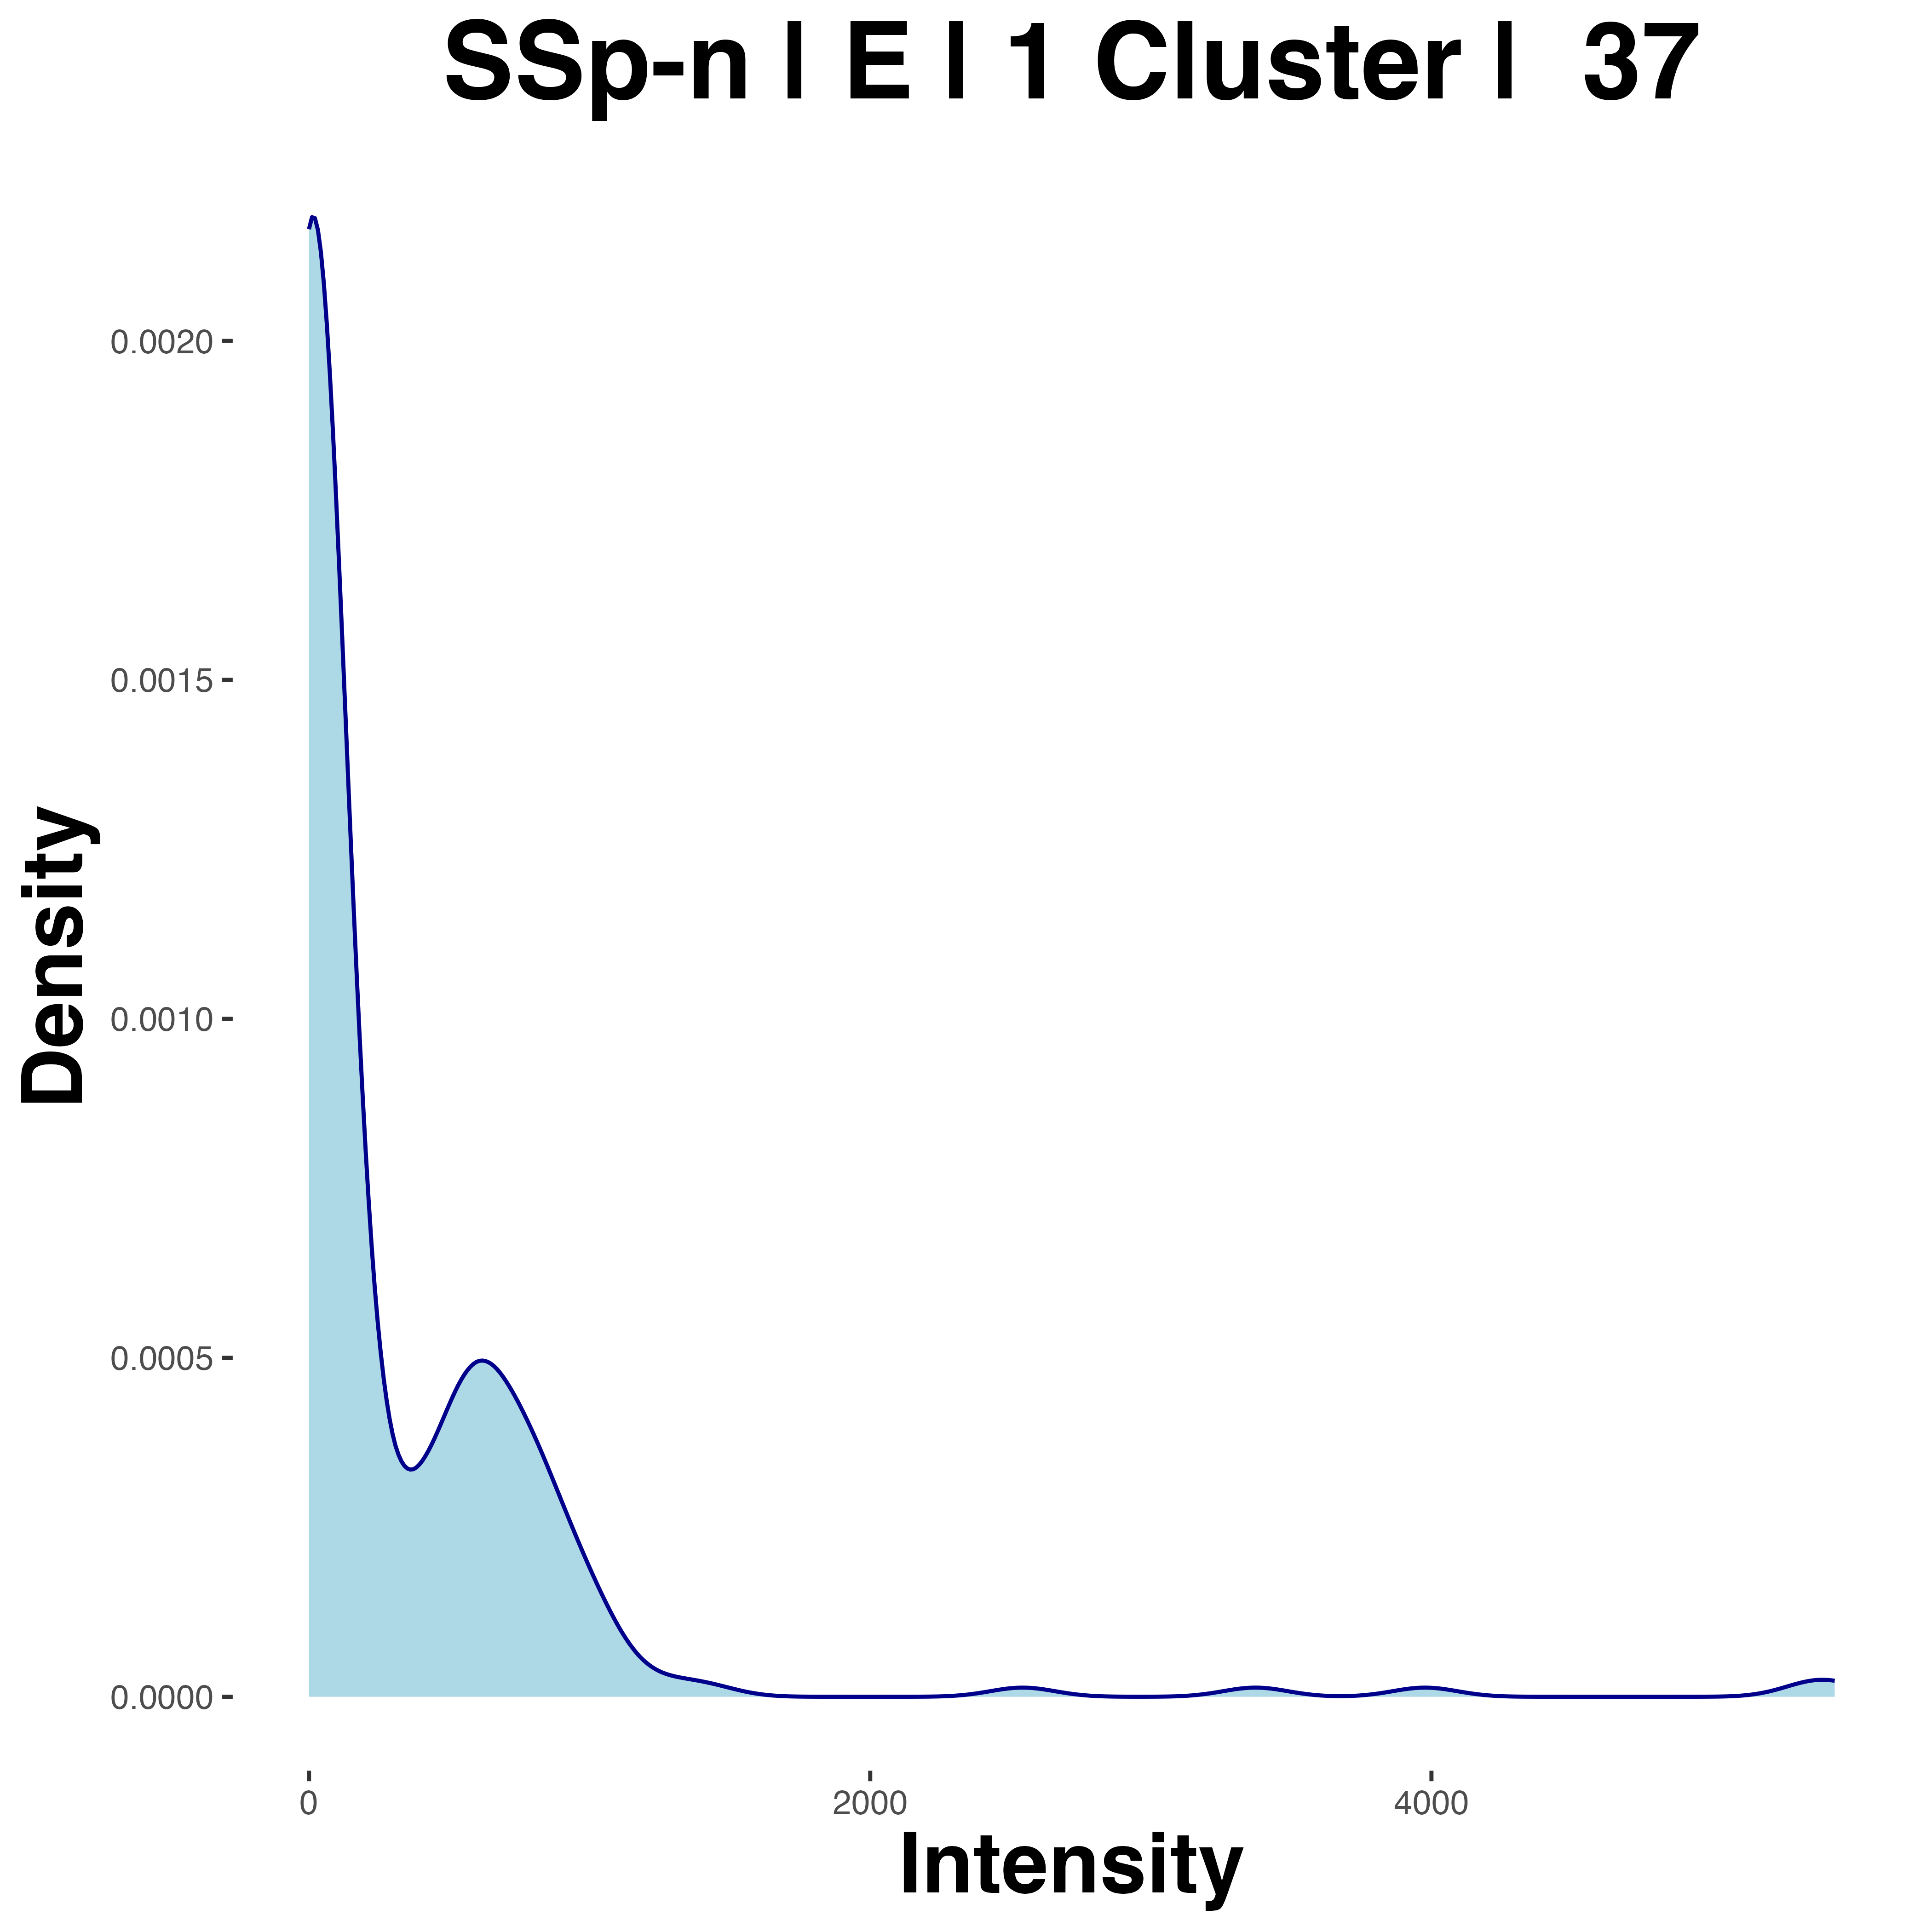 SSp-n | E | 1 Cluster | 37
0.0020
0.0015
0.0010
0.0005
0.0000
Density
0 2000 4000
Intensity